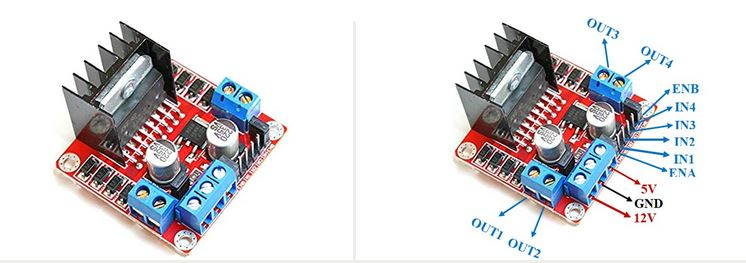 OUT3
OUT4
ENB
IN4
IN3
IN2
IN1
ENA
5V
GND
12V
OUT1 OUT2